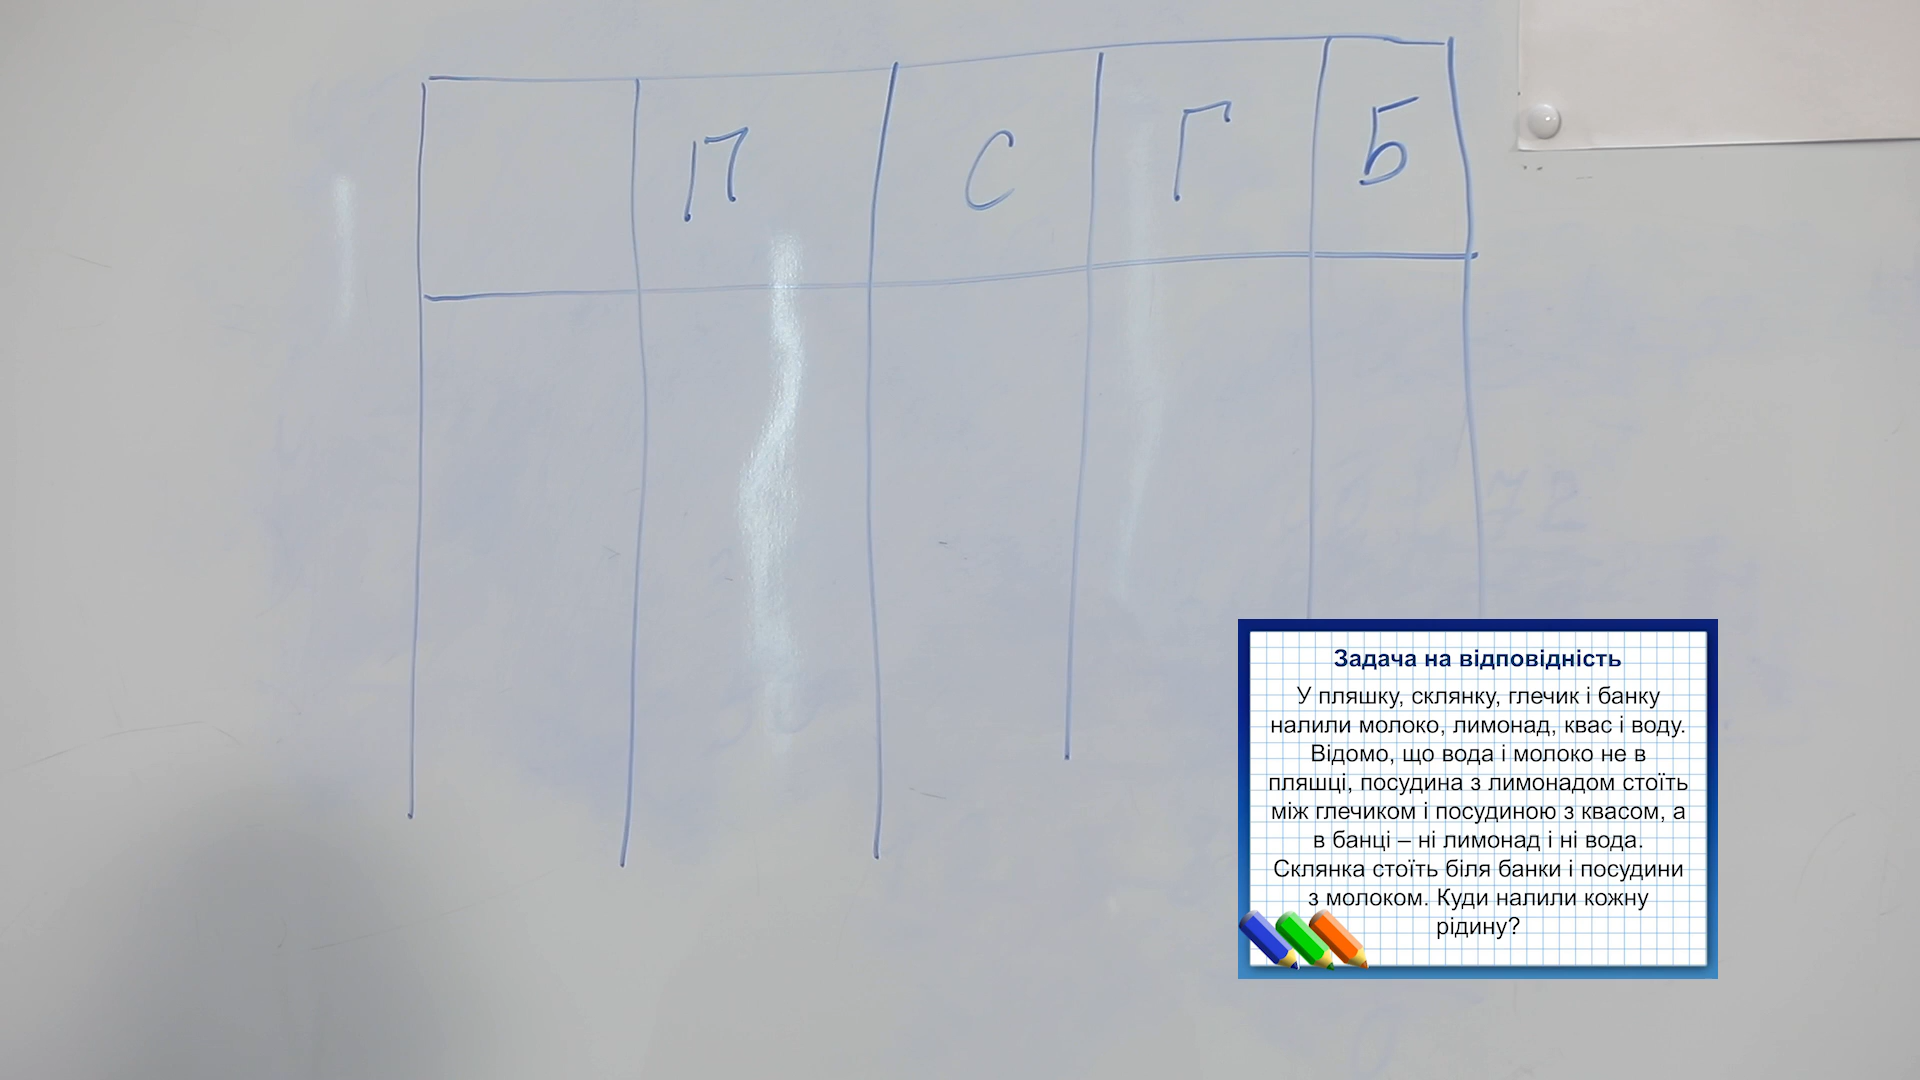 П С Г Б
Задача на відповідність
У пляшку, склянку, глечик і банку
налили молоко, лимонад, квас і воду.
Відомо, що вода і молоко не в
пляшці, посудина з лимонадом стоїть
між глечиком і посудиною з квасом, а
в банці – ні лимонад і ні вода.
Склянка стоїть біля банки і посудини
з молоком. Куди налили кожну
рідину?